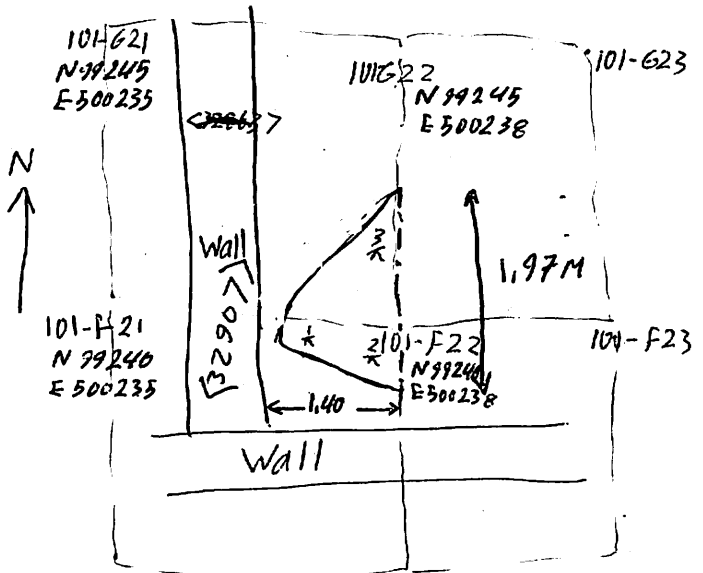 101-G21
N 99245
E 500235
101G22
N 99245
E 500238
101-G23
N
Wall
<3290>
3/x
1.97M
101-F21
N 99240
E 500235
1/x
2/x
101-F22
N 99240
E 500238
101-F23
1.40
Wall